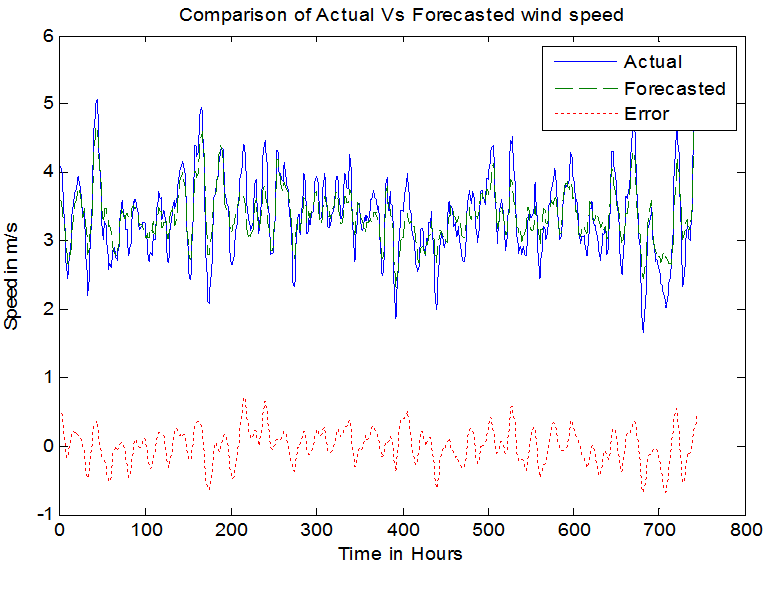 Comparison of Actual Vs Forecasted wind speed
6
5
4
3
2
1
0
-1
Speed in m/s
Actual
Forecasted
Error
0 100 200 300 400 500 600 700 800
Time in Hours